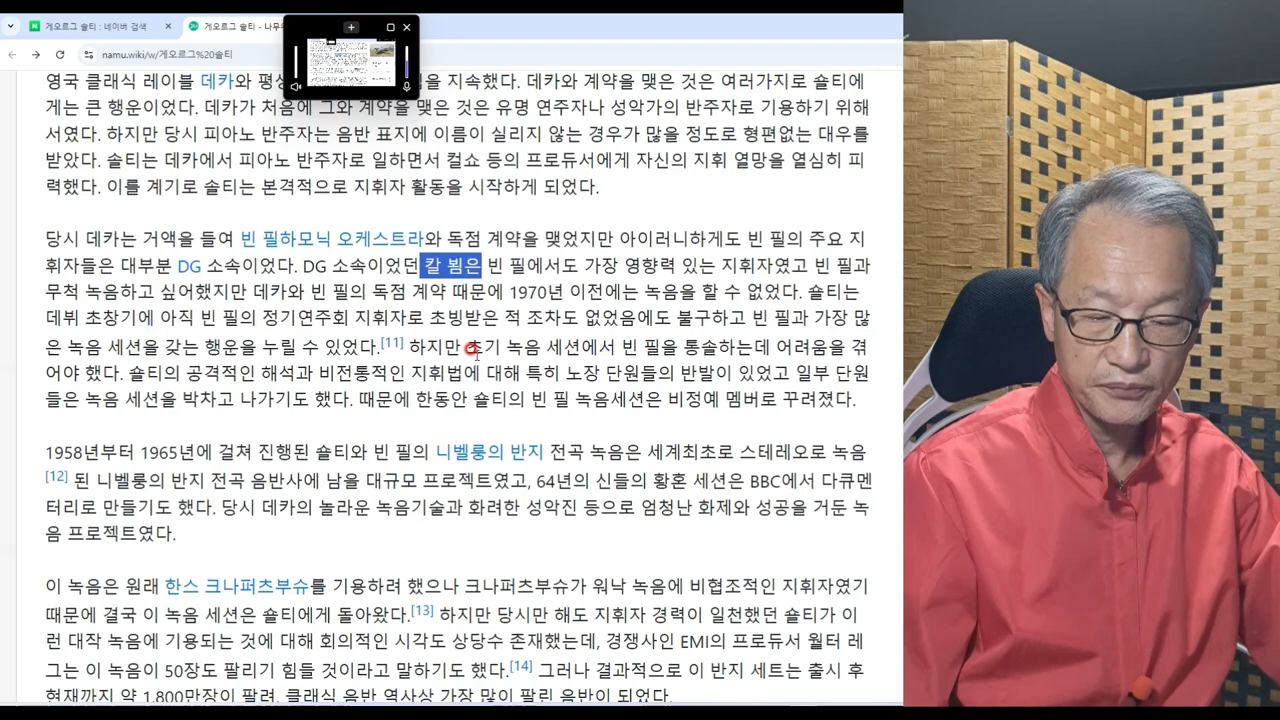 게오르그 솔티 : 네이버 검색
게오르그 솔티 - 나무
namu.wiki/w/게오르그%20솔티
영국 클래식 레이블 데카와 평생 을 지속했다. 데카와 계약을 맺은 것은 여러가지로 숄티에
게는 큰 행운이었다. 데카가 처음에 그와 계약을 맺은 것은 유명 연주자나 성악가의 반주자로 기용하기 위해
서였다. 하지만 당시 피아노 반주자는 음반 표지에 이름이 실리지 않는 경우가 많을 정도로 형편없는 대우를
받았다. 솔티는 데카에서 피아노 반주자로 일하면서 컬쇼 등의 프로듀서에게 자신의 지휘 열망을 열심히 피
력했다. 이를 계기로 솔티는 본격적으로 지휘자 활동을 시작하게 되었다.
당시 데카는 거액을 들여 빈 필하모닉 오케스트라와 독점 계약을 맺었지만 아이러니하게도 빈 필의 주요 지
휘자들은 대부분 DG 소속이었다. DG 소속이었던 칼 뵘은 빈 필에서도 가장 영향력 있는 지휘자였고 빈 필과
무척 녹음하고 싶어했지만 데카와 빈 필의 독점 계약 때문에 1970년 이전에는 녹음을 할 수 없었다. 숄티는
데뷔 초창기에 아직 빈 필의 정기연주회 지휘자로 초빙받은 적 조차도 없었음에도 불구하고 빈 필과 가장 많
은 녹음 세션을 갖는 행운을 누릴 수 있었다.[11] 하지만 초기 녹음 세션에서 빈 필을 통솔하는데 어려움을 겪
어야 했다. 숄티의 공격적인 해석과 비전통적인 지휘법에 대해 특히 노장 단원들의 반발이 있었고 일부 단원
들은 녹음 세션을 박차고 나가기도 했다. 때문에 한동안 숄티의 빈 필 녹음세션은 비정예 멤버로 꾸려졌다.
1958년부터 1965년에 걸쳐 진행된 숄티와 빈 필의 니벨룽의 반지 전곡 녹음은 세계최초로 스테레오로 녹음
[12] 된 니벨룽의 반지 전곡 음반사에 남을 대규모 프로젝트였고, 64년의 신들의 황혼 세션은 BBC에서 다큐멘
터리로 만들기도 했다. 당시 데카의 놀라운 녹음기술과 화려한 성악진 등으로 엄청난 화제와 성공을 거둔 녹
음 프로젝트였다.
이 녹음은 원래 한스 크나퍼츠부슈를 기용하려 했으나 크나퍼츠부슈가 워낙 녹음에 비협조적인 지휘자였기
때문에 결국 이 녹음 세션은 숄티에게 돌아왔다.[13] 하지만 당시만 해도 지휘자 경력이 일천했던 숄티가 이
런 대작 녹음에 기용되는 것에 대해 회의적인 시각도 상당수 존재했는데, 경쟁사인 EMI의 프로듀서 월터 레
그는 이 녹음이 50장도 팔리기 힘들 것이라고 말하기도 했다.[14] 그러나 결과적으로 이 반지 세트는 출시 후
현재까지 약 1,800만장이 팔려, 클래식 음반 역사상 가장 많이 팔린 음반이 되었다.